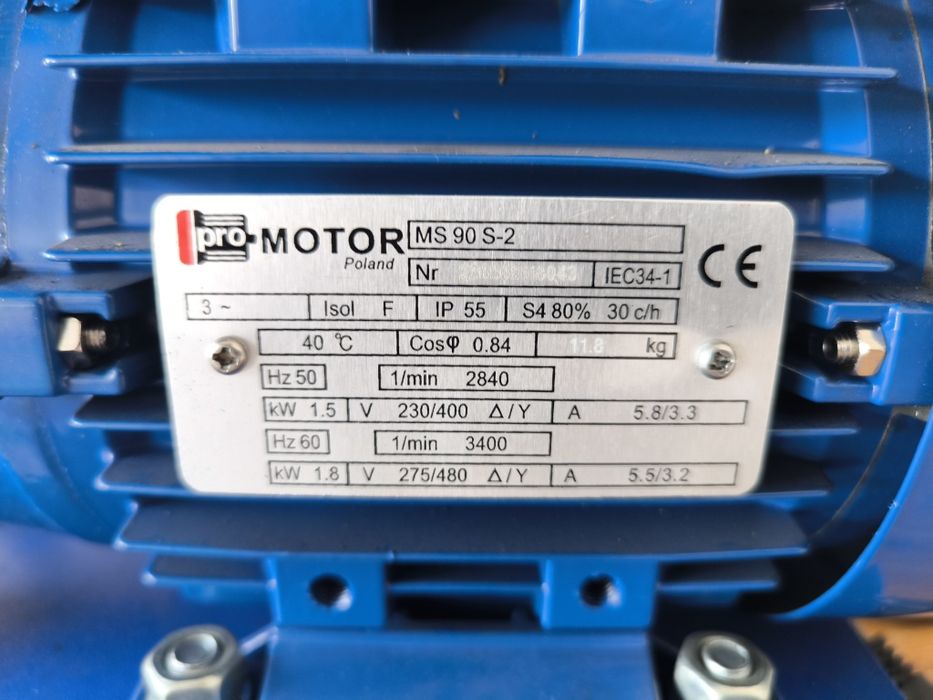 pro MOTOR MS 90 S-2
Poland
Nr IEC34-1
3 ~ Isol F IP 55 S4 80% 30 c/h
40 °C Cosφ 0.84 11.8 kg
Hz 50 1/min 2840
kW 1.5 V 230/400 Δ/Y A 5.8/3.3
Hz 60 1/min 3400
kW 1.8 V 275/480 Δ/Y A 5.5/3.2
CE